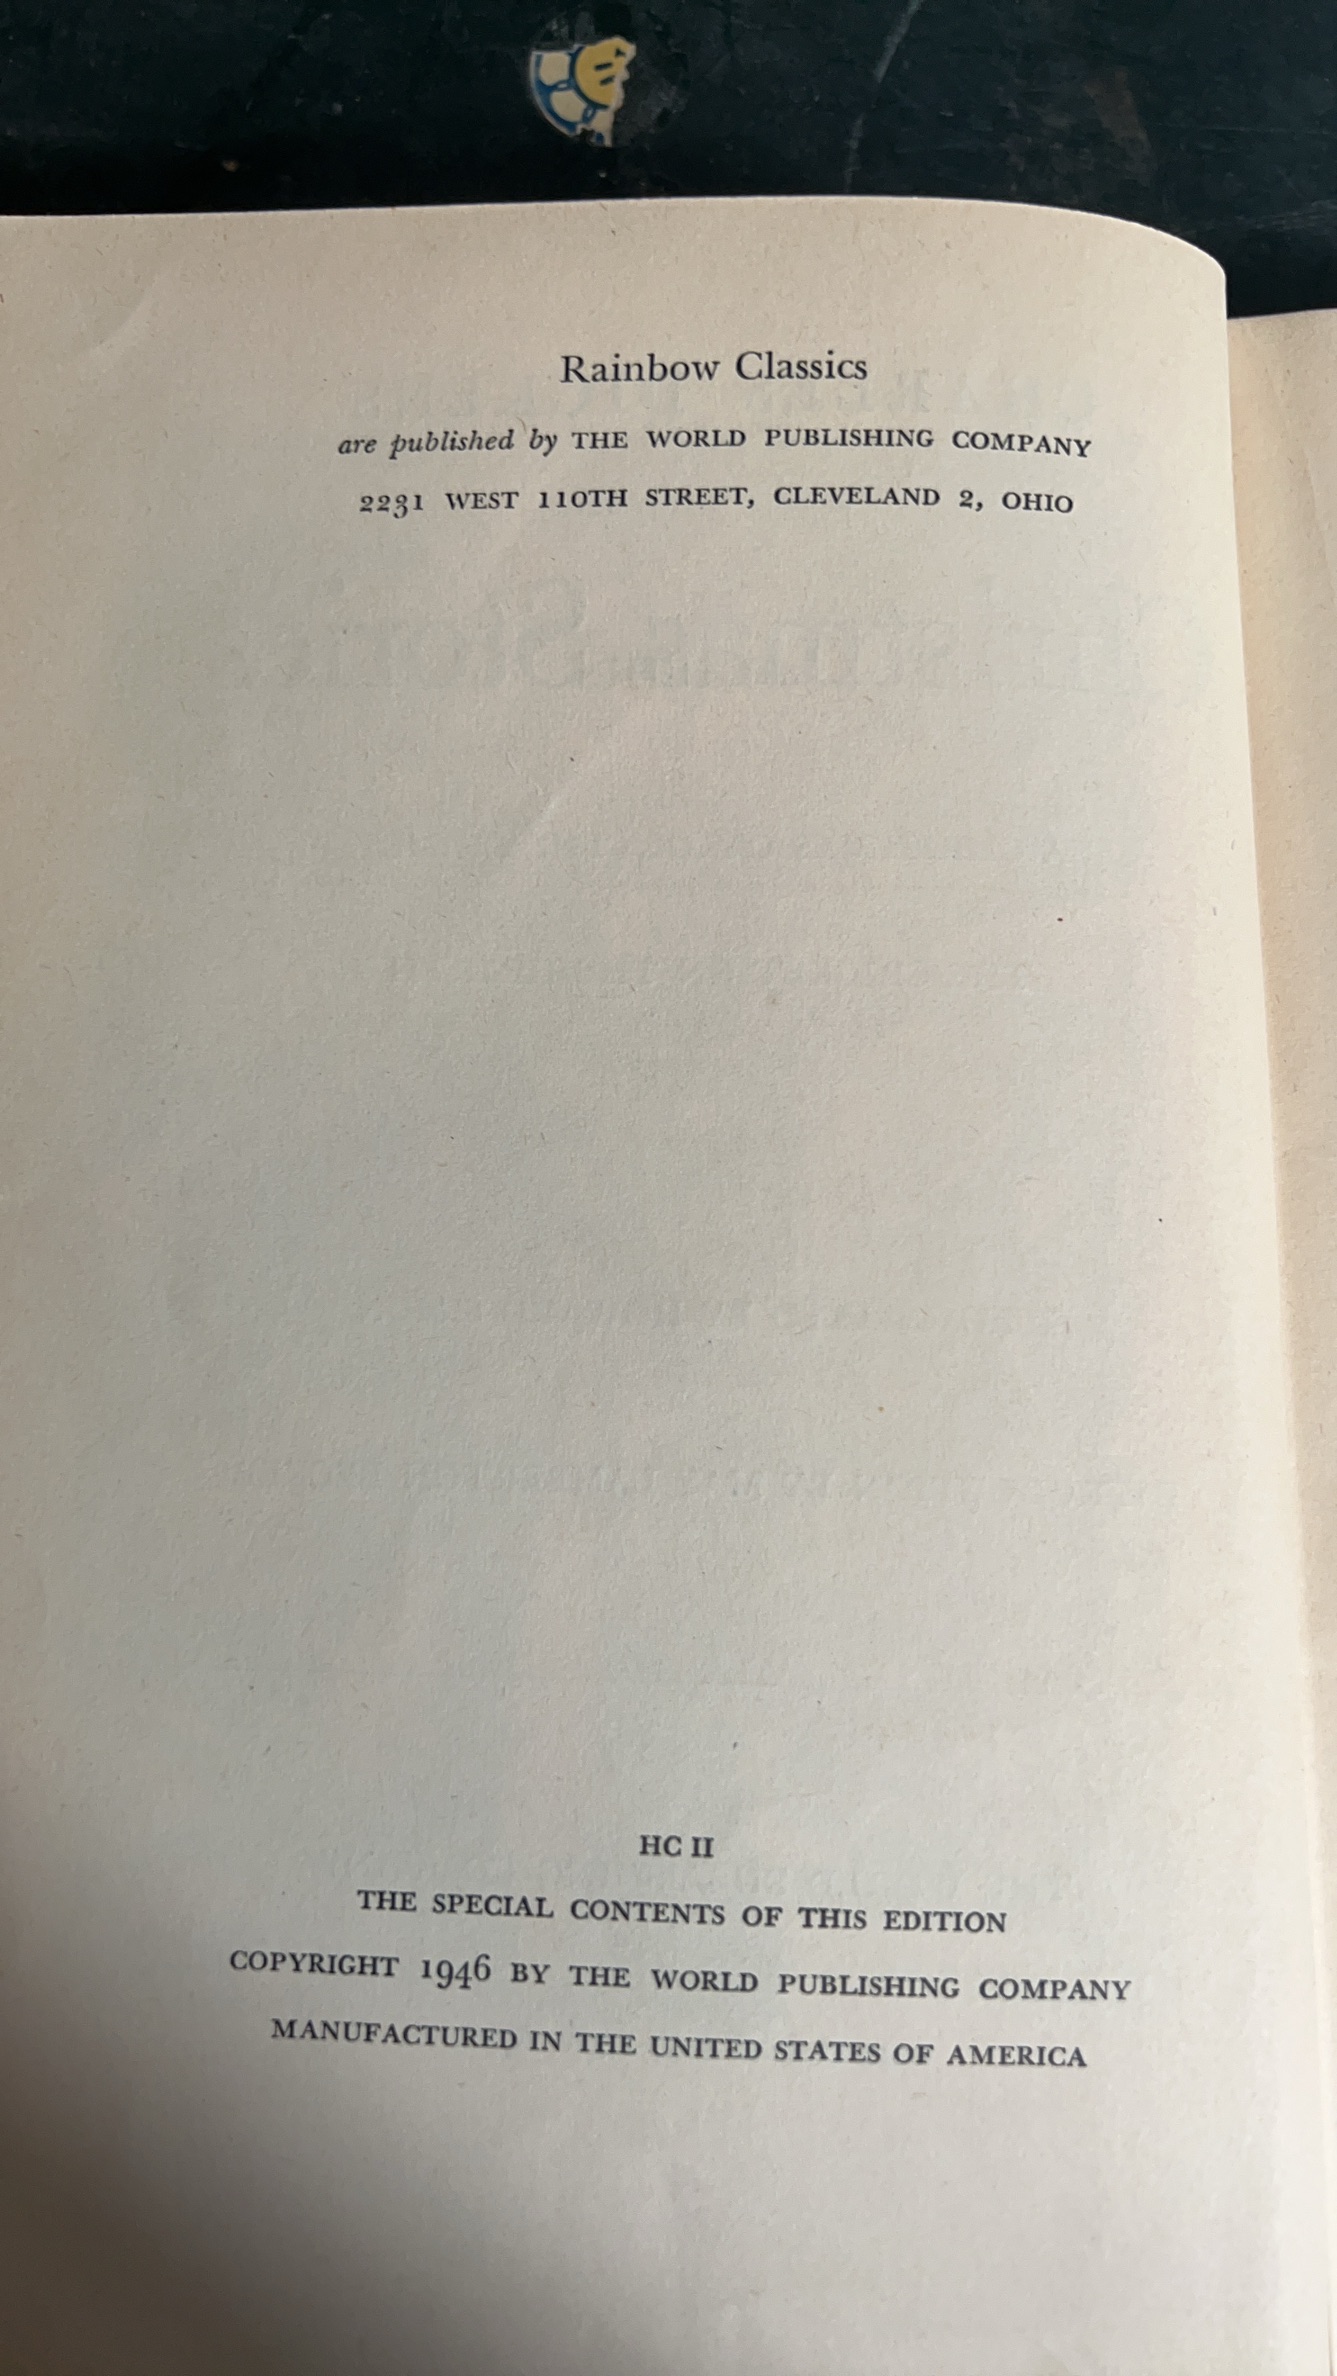 Rainbow Classics
are published by THE WORLD PUBLISHING COMPANY
2231 WEST 110TH STREET, CLEVELAND 2, OHIO
HC II
THE SPECIAL CONTENTS OF THIS EDITION
COPYRIGHT 1946 BY THE WORLD PUBLISHING COMPANY
MANUFACTURED IN THE UNITED STATES OF AMERICA